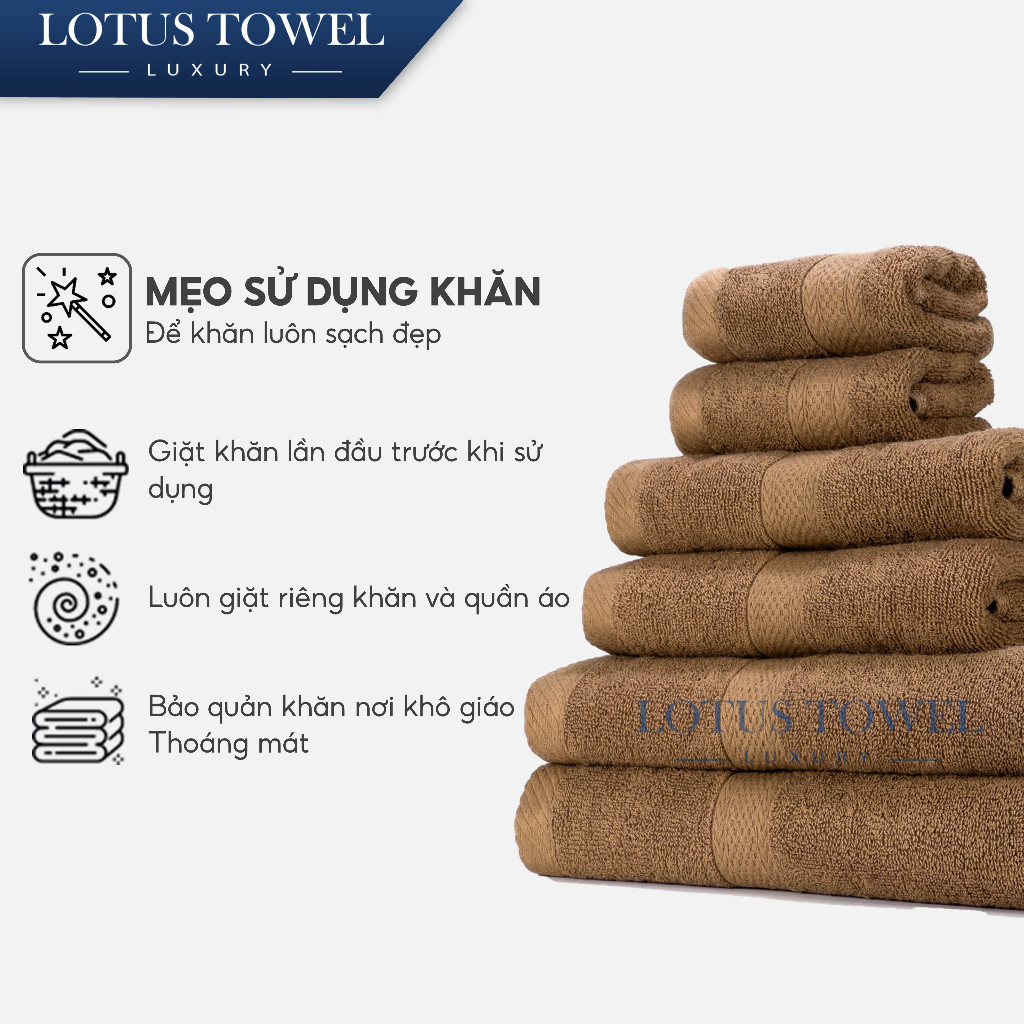 LOTUS TOWEL
LUXURY
MẸO SỬ DỤNG KHĂN
Để khăn luôn sạch đẹp
Giặt khăn lần đầu trước khi sử
dụng
Luôn giặt riêng khăn và quần áo
Bảo quản khăn nơi khô giáo
Thoáng mát
LOTUS TOWEL
LUXURY